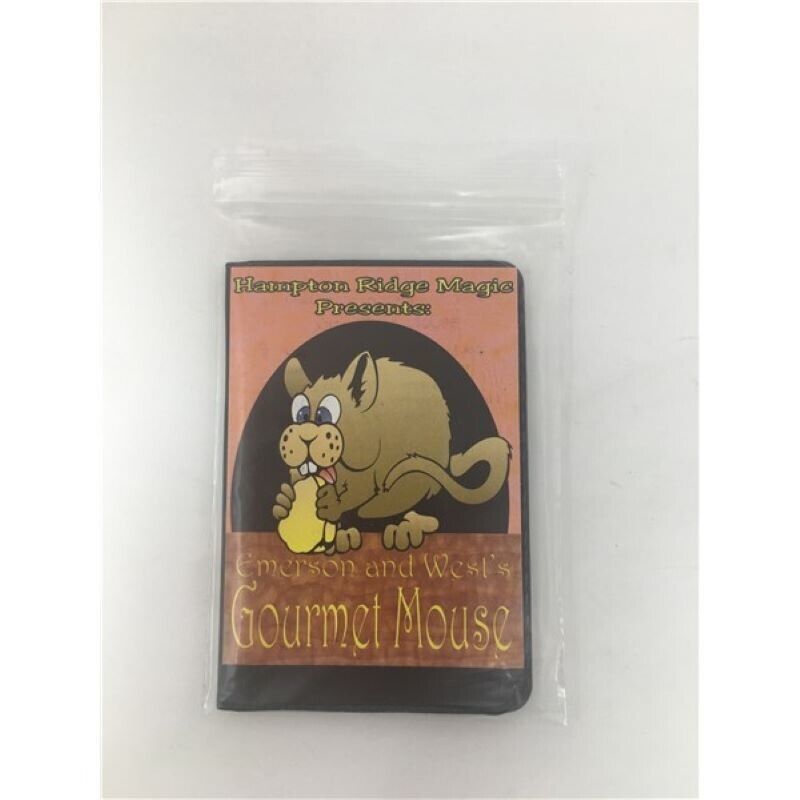 Hampton Ridge Magic
Presents:
Emerson and West's
Gourmet Mouse